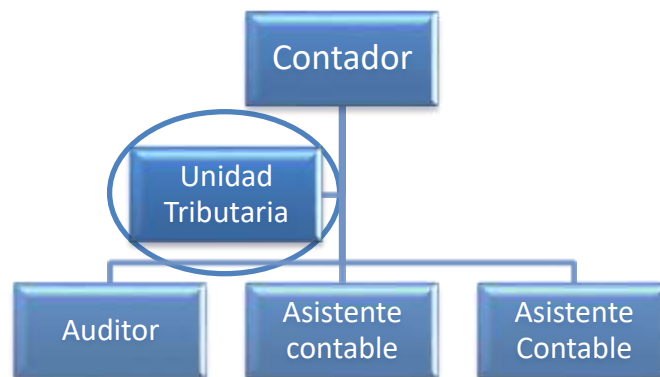 Contador
Unidad
Tributaria
Auditor
Asistente
contable
Asistente
Contable